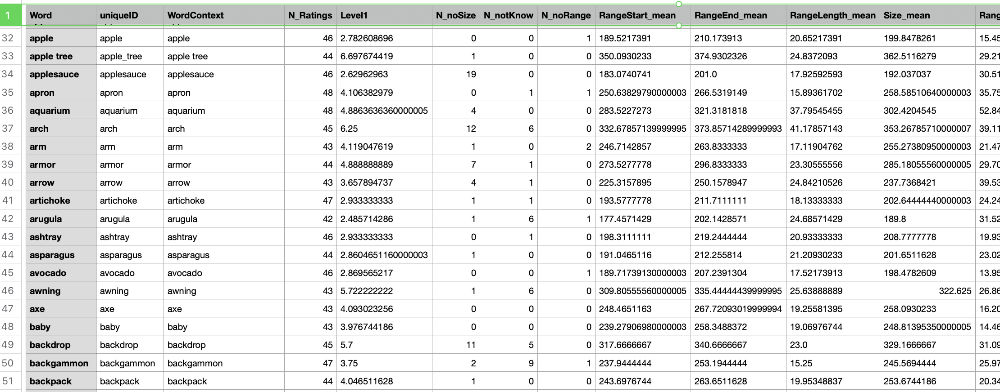 1 Word uniqueID WordContext N_Ratings Level1 N_noSize N_notKnow N_noRange RangeStart_mean RangeEnd_mean RangeLength_mean Size_mean Rang
32 apple apple apple 46 2.782608696 0 0 1 189.5217391 210.173913 20.65217391 199.8478261 15.45
33 apple tree apple_tree apple tree 44 6.697674419 1 0 0 350.0930233 374.9302326 24.8372093 362.5116279 29.21
34 applesauce applesauce applesauce 46 2.62962963 19 0 0 183.0740741 201.0 17.92592593 192.037037 30.51
35 apron apron apron 48 4.106382979 0 1 1 250.63829790000003 266.5319149 15.89361702 258.58510640000003 35.75
36 aquarium aquarium aquarium 48 4.8863636360000005 4 0 0 283.5227273 321.3181818 37.79545455 302.4204545 52.84
37 arch arch arch 45 6.25 12 6 0 332.67857139999995 373.85714289999993 41.17857143 353.26785710000007 39.11
38 arm arm arm 43 4.119047619 1 0 2 246.7142857 263.8333333 17.11904762 255.27380950000003 21.47
39 armor armor armor 44 4.888888889 7 1 0 273.5277778 296.8333333 23.30555556 285.18055560000005 29.70
40 arrow arrow arrow 43 3.657894737 4 1 0 225.3157895 250.1578947 24.84210526 237.7368421 39.53
41 artichoke artichoke artichoke 47 2.933333333 1 1 0 193.5777778 211.7111111 18.13333333 202.64444440000003 24.24
42 arugula arugula arugula 42 2.485714286 1 6 1 177.4571429 202.1428571 24.68571429 189.8 31.52
43 ashtray ashtray ashtray 46 2.933333333 0 1 0 198.3111111 219.2444444 20.93333333 208.7777778 19.93
44 asparagus asparagus asparagus 44 2.8604651160000003 1 0 0 191.0465116 212.255814 21.20930233 201.6511628 23.02
45 avocado avocado avocado 46 2.869565217 0 0 1 189.71739130000003 207.2391304 17.52173913 198.4782609 13.95
46 awning awning awning 43 5.722222222 1 6 0 309.80555560000005 335.44444439999995 25.63888889 322.625 26.86
47 axe axe axe 43 4.093023256 0 0 0 248.4651163 267.72093019999994 19.25581395 258.0930233 16.20
48 baby baby baby 43 3.976744186 0 0 0 239.27906980000003 258.3488372 19.06976744 248.81395350000005 14.46
49 backdrop backdrop backdrop 45 5.7 11 5 0 317.6666667 340.6666667 23.0 329.1666667 31.09
50 backgammon backgammon backgammon 47 3.75 2 9 1 237.9444444 253.1944444 15.25 245.5694444 25.97
51 backpack backpack backpack 44 4.046511628 1 0 0 243.6976744 263.6511628 19.95348837 253.6744186 20.34